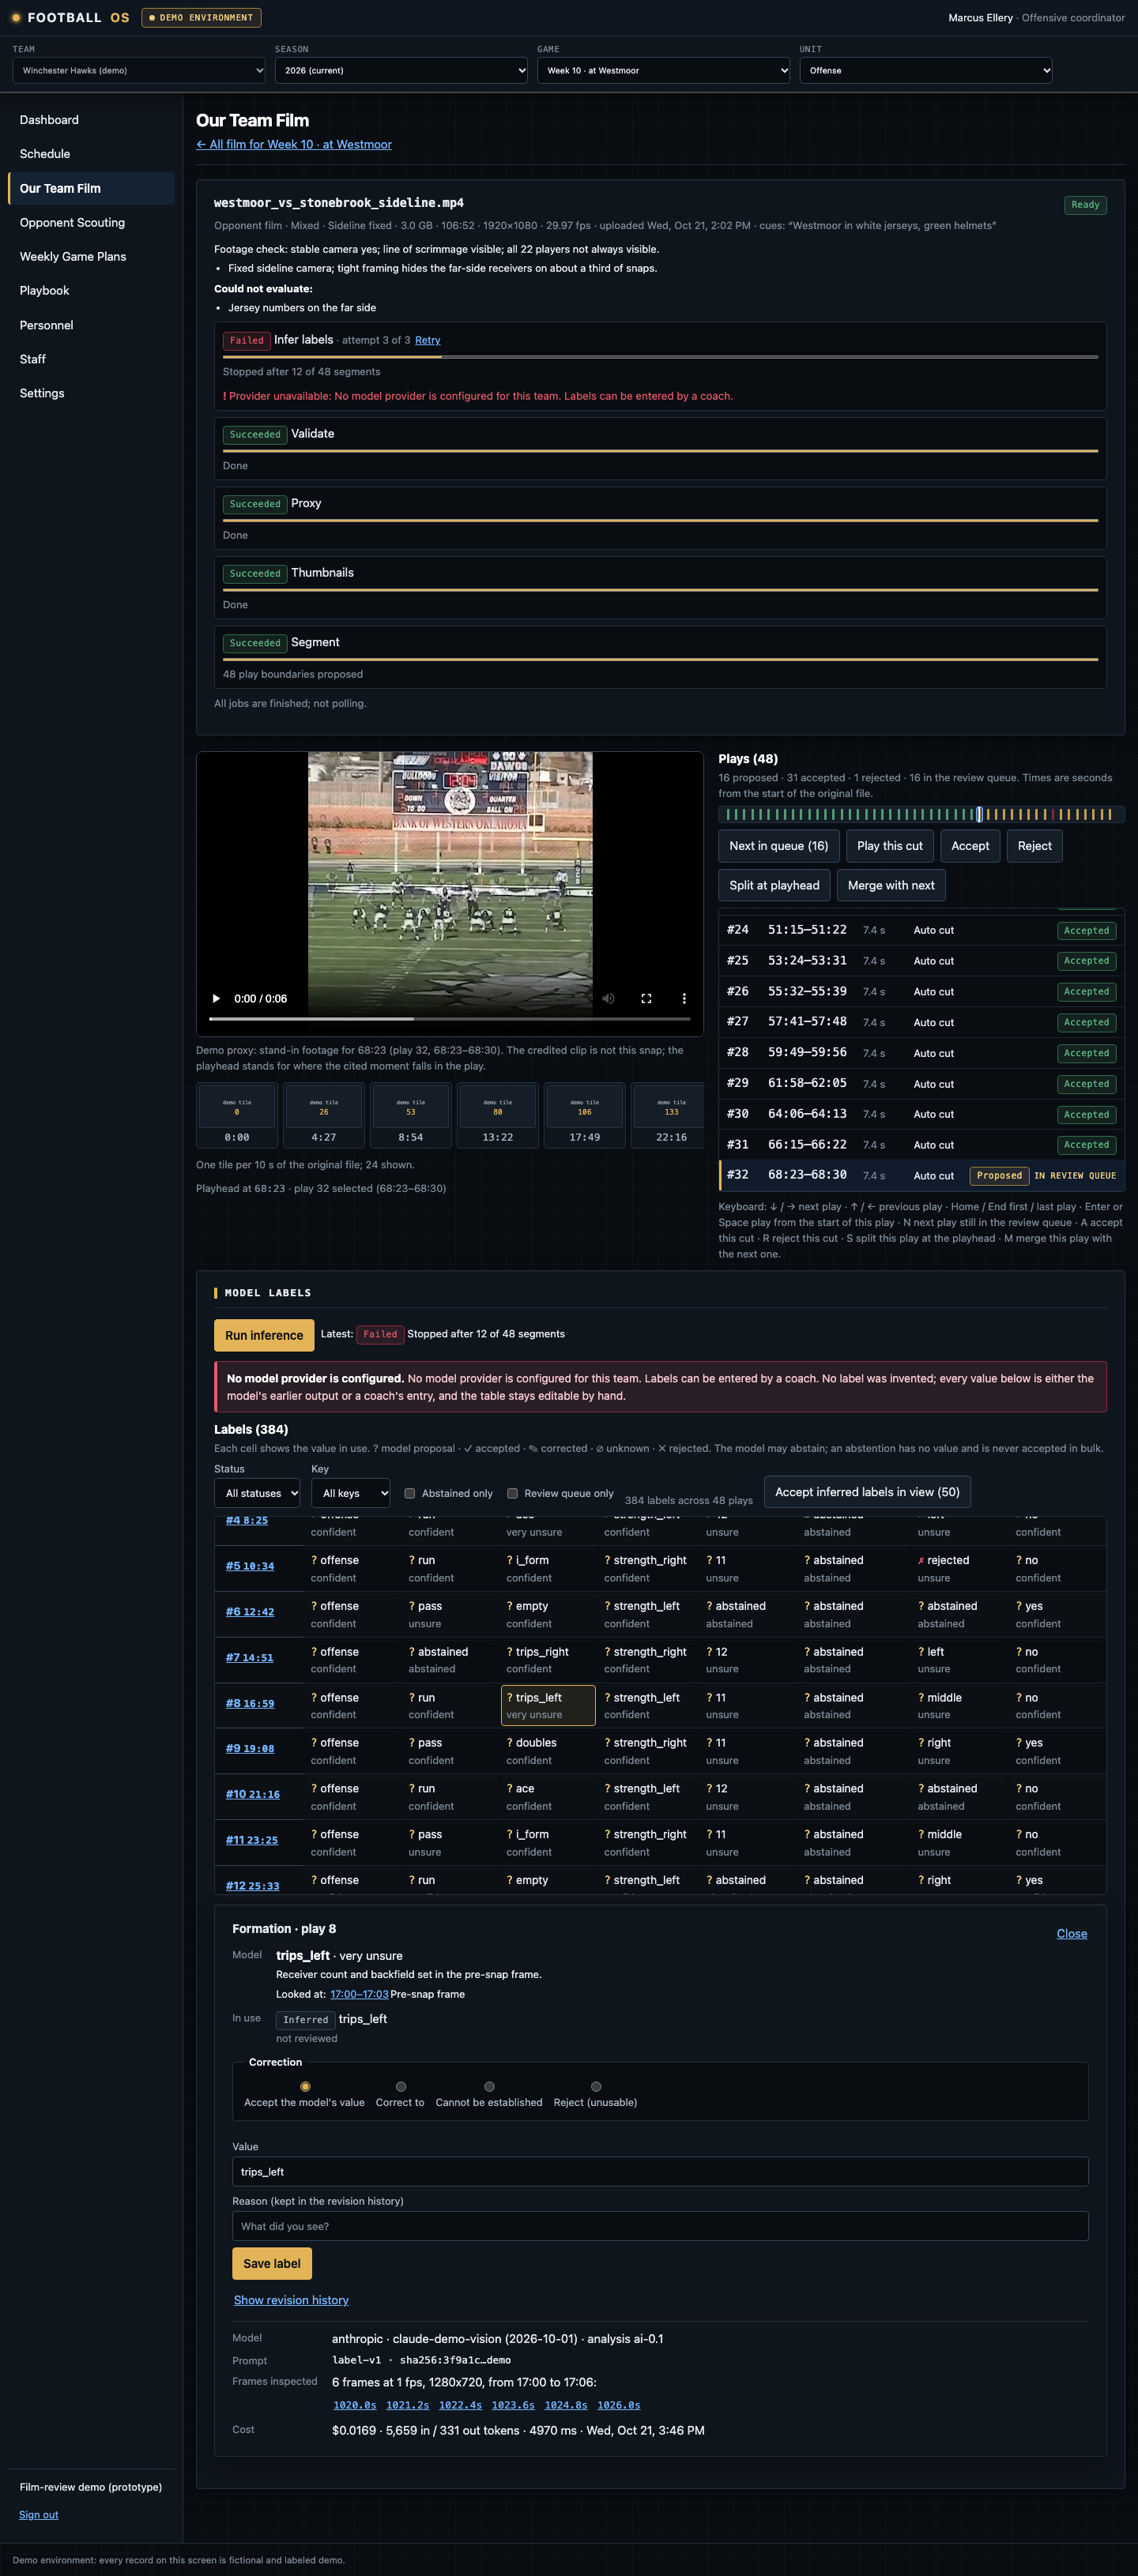 FOOTBALL OS
DEMO ENVIRONMENT
Marcus Ellery · Offensive coordinator
TEAM
Winchester Hawks (demo)
SEASON
2026 (current)
GAME
Week 10 · at Westmoor
UNIT
Offense
Dashboard
Schedule
Our Team Film
Opponent Scouting
Weekly Game Plans
Playbook
Personnel
Staff
Settings
Film-review demo (prototype)
Sign out
Our Team Film
← All film for Week 10 · at Westmoor
westmoor_vs_stonebrook_sideline.mp4
Ready
Opponent film · Mixed · Sideline fixed · 3.0 GB · 106:52 · 1920×1080 · 29.97 fps · uploaded Wed, Oct 21, 2:02 PM · cues: “Westmoor in white jerseys, green helmets”
Footage check: stable camera yes; line of scrimmage visible; all 22 players not always visible.
• Fixed sideline camera; tight framing hides the far-side receivers on about a third of snaps.
Could not evaluate:
• Jersey numbers on the far side
Failed Infer labels · attempt 3 of 3 Retry
Stopped after 12 of 48 segments
! Provider unavailable: No model provider is configured for this team. Labels can be entered by a coach.
Succeeded Validate
Done
Succeeded Proxy
Done
Succeeded Thumbnails
Done
Succeeded Segment
48 play boundaries proposed
All jobs are finished; not polling.
BULLDOG
VISITOR
DAWGS
12:04
DOWN
TO GO
QUARTER
BALL ON
BANK OF WESTERN OKLAHOMA
0:00 / 0:06
Demo proxy: stand-in footage for 68:23 (play 32, 68:23–68:30). The credited clip is not this snap; the
playhead stands for where the cited moment falls in the play.
demo tile
0
0:00
demo tile
26
4:27
demo tile
53
8:54
demo tile
80
13:22
demo tile
106
17:49
demo tile
133
22:16
One tile per 10 s of the original file; 24 shown.
Playhead at 68:23 · play 32 selected (68:23–68:30)
Plays (48)
16 proposed · 31 accepted · 1 rejected · 16 in the review queue. Times are seconds
from the start of the original file.
Next in queue (16) Play this cut Accept Reject
Split at playhead Merge with next
#24 51:15–51:22 7.4 s Auto cut Accepted
#25 53:24–53:31 7.4 s Auto cut Accepted
#26 55:32–55:39 7.4 s Auto cut Accepted
#27 57:41–57:48 7.4 s Auto cut Accepted
#28 59:49–59:56 7.4 s Auto cut Accepted
#29 61:58–62:05 7.4 s Auto cut Accepted
#30 64:06–64:13 7.4 s Auto cut Accepted
#31 66:15–66:22 7.4 s Auto cut Accepted
#32 68:23–68:30 7.4 s Auto cut Proposed IN REVIEW QUEUE
Keyboard: ↓ / → next play · ↑ / ← previous play · Home / End first / last play · Enter or
Space play from the start of this play · N next play still in the review queue · A accept
this cut · R reject this cut · S split this play at the playhead · M merge this play with
the next one.
MODEL LABELS
Run inference Latest: Failed Stopped after 12 of 48 segments
No model provider is configured. No model provider is configured for this team. Labels can be entered by a coach. No label was invented; every value below is either the
model's earlier output or a coach's entry, and the table stays editable by hand.
Labels (384)
Each cell shows the value in use. ? model proposal · ✓ accepted · ✎ corrected · ∅ unknown · ✕ rejected. The model may abstain; an abstention has no value and is never accepted in bulk.
Status
All statuses
Key
All keys
Abstained only
Review queue only
384 labels across 48 plays
Accept inferred labels in view (50)
#4 8:25
confident confident very unsure confident unsure abstained unsure confident
#5 10:34 ? offense ? run ? i_form ? strength_right ? 11 ? abstained ✗ rejected ? no
confident confident confident confident unsure abstained unsure confident
#6 12:42 ? offense ? pass ? empty ? strength_left ? abstained ? abstained ? abstained ? yes
confident unsure confident confident abstained abstained abstained confident
#7 14:51 ? offense ? abstained ? trips_right ? strength_right ? 12 ? abstained ? left ? no
confident abstained confident confident unsure abstained unsure confident
#8 16:59 ? offense ? run ? trips_left ? strength_left ? 11 ? abstained ? middle ? no
confident confident very unsure confident unsure abstained unsure confident
#9 19:08 ? offense ? pass ? doubles ? strength_right ? 11 ? abstained ? right ? yes
confident confident confident confident unsure abstained unsure confident
#10 21:16 ? offense ? run ? ace ? strength_left ? 12 ? abstained ? abstained ? no
confident confident confident confident unsure abstained abstained confident
#11 23:25 ? offense ? pass ? i_form ? strength_right ? 11 ? abstained ? middle ? no
confident unsure confident confident unsure abstained unsure confident
#12 25:33 ? offense ? run ? empty ? strength_left ? abstained ? abstained ? right ? yes
Formation · play 8
Close
Model trips_left · very unsure
Receiver count and backfield set in the pre-snap frame.
Looked at: 17:00–17:03 Pre-snap frame
In use Inferred trips_left
not reviewed
Correction
Accept the model's value Correct to Cannot be established Reject (unusable)
Value
trips_left
Reason (kept in the revision history)
What did you see?
Save label
Show revision history
Model anthropic · claude-demo-vision (2026-10-01) · analysis ai-0.1
Prompt label-v1 · sha256:3f9a1c…demo
Frames inspected 6 frames at 1 fps, 1280x720, from 17:00 to 17:06:
1020.0s 1021.2s 1022.4s 1023.6s 1024.8s 1026.0s
Cost $0.0169 · 5,659 in / 331 out tokens · 4970 ms · Wed, Oct 21, 3:46 PM
Demo environment: every record on this screen is fictional and labeled demo.